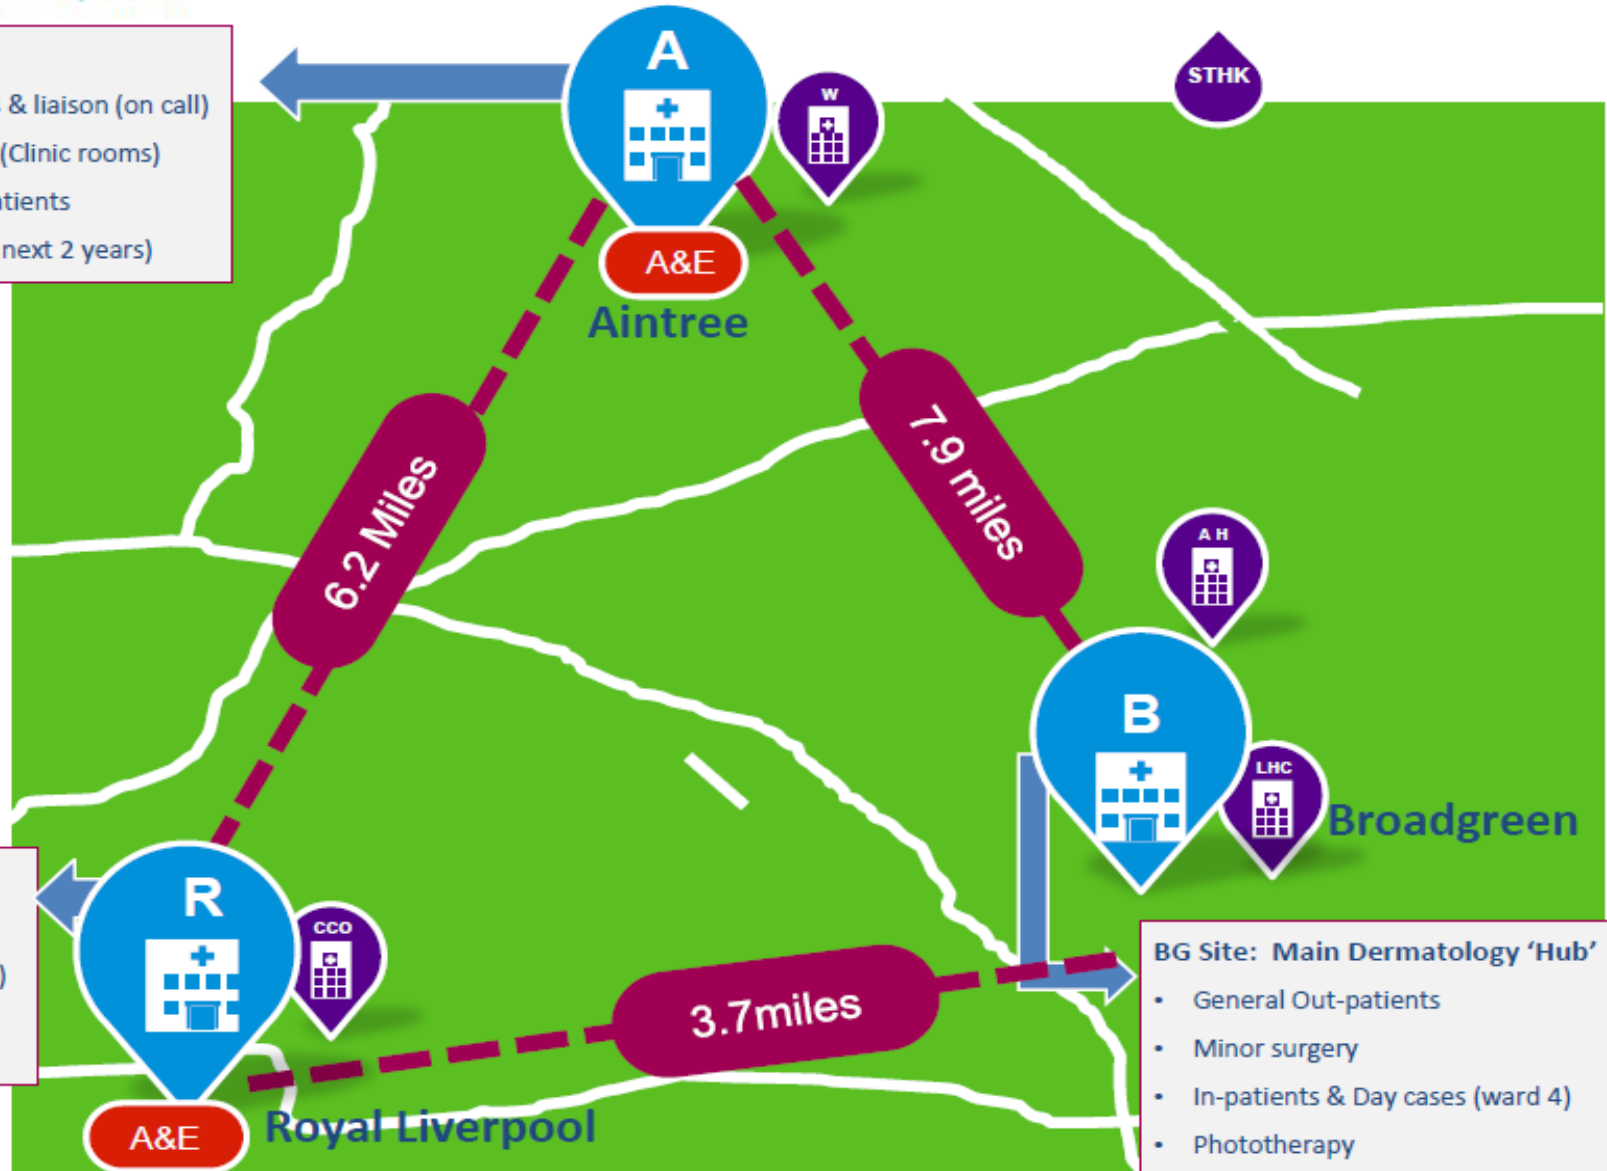 A
STHK
W
& liaison (on call)
(Clinic rooms)
next 2 years)
A&E
Aintree
6.2 Miles
7.9 miles
A H
B
LHC
Broadgreen
R
CCO
)
3.7miles
A&E
Royal Liverpool
BG Site: Main Dermatology ‘Hub’
• General Out-patients
• Minor surgery
• In-patients & Day cases (ward 4)
• Phototherapy